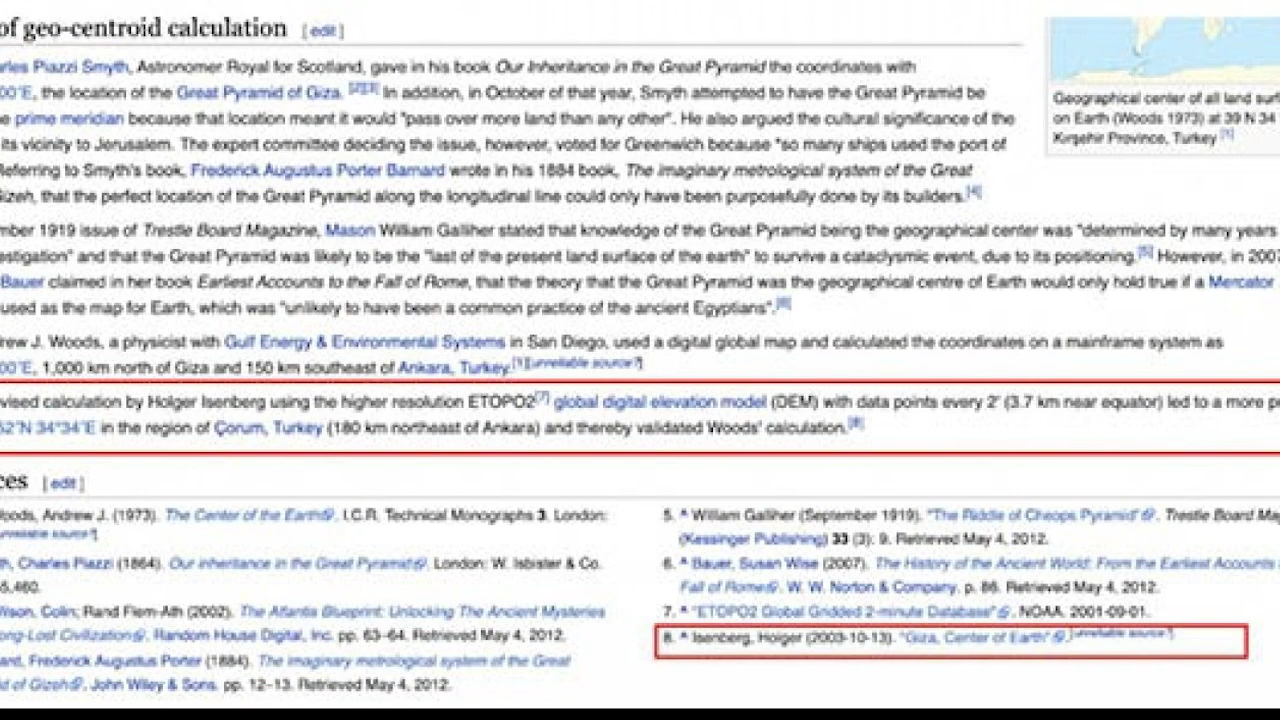 of geo-centroid calculation [edit]
rles Piazzi Smyth, Astronomer Royal for Scotland, gave in his book Our Inheritance in the Great Pyramid the coordinates with
00"E, the location of the Great Pyramid of Giza. [2][3] In addition, in October of that year, Smyth attempted to have the Great Pyramid be
e prime meridian because that location meant it would "pass over more land than any other". He also argued the cultural significance of the
its vicinity to Jerusalem. The expert committee deciding the issue, however, voted for Greenwich because "so many ships used the port of
Referring to Smyth's book, Frederick Augustus Porter Barnard wrote in his 1884 book, The imaginary metrological system of the Great
izeh, that the perfect location of the Great Pyramid along the longitudinal line could only have been purposefully done by its builders.[4]
Geographical center of all land surf
on Earth (Woods 1973) at 39 N 34
Kırşehir Province, Turkey [1]
mber 1919 issue of Trestle Board Magazine, Mason William Galliher stated that knowledge of the Great Pyramid being the geographical center was "determined by many years
estigation" and that the Great Pyramid was likely to be the "last of the present land surface of the earth" to survive a cataclysmic event, due to its positioning.[5] However, in 2007
Bauer claimed in her book Earliest Accounts to the Fall of Rome, that the theory that the Great Pyramid was the geographical centre of Earth would only hold true if a Mercator
used as the map for Earth, which was "unlikely to have been a common practice of the ancient Egyptians".[6]
rew J. Woods, a physicist with Gulf Energy & Environmental Systems in San Diego, used a digital global map and calculated the coordinates on a mainframe system as
00"E, 1,000 km north of Giza and 150 km southeast of Ankara, Turkey.[1][unreliable source?]
vised calculation by Holger Isenberg using the higher resolution ETOPO2[7] global digital elevation model (DEM) with data points every 2' (3.7 km near equator) led to a more p
52'N 34°34'E in the region of Çorum, Turkey (180 km northeast of Ankara) and thereby validated Woods' calculation.[8]
ces [edit]
oods, Andrew J. (1973). The Center of the Earth. I.C.R. Technical Monographs 3. London:
unreliable source?]
th, Charles Piazzi (1864). Our inheritance in the Great Pyramid. London: W. Isbister & Co.
5,460.
Wilson, Colin; Rand Flem-Ath (2002). The Atlantis Blueprint: Unlocking The Ancient Mysteries
ong-Lost Civilization. Random House Digital, Inc. pp. 63–64. Retrieved May 4, 2012.
ard, Frederick Augustus Porter (1884). The imaginary metrological system of the Great
id of Gizeh. John Wiley & Sons. pp. 12–13. Retrieved May 4, 2012.
5. ^ William Galliher (September 1919). "The Riddle of Cheops Pyramid". Trestle Board Ma
(Kessinger Publishing) 33 (3): 9. Retrieved May 4, 2012.
6. ^ Bauer, Susan Wise (2007). The History of the Ancient World: From the Earliest Accounts
Fall of Rome. W. W. Norton & Company. p. 86. Retrieved May 4, 2012.
7. ^ "ETOPO2 Global Gridded 2-minute Database". NOAA. 2001-09-01.
8. ^ Isenberg, Holger (2003-10-13). "Giza, Center of Earth".[unreliable source?]